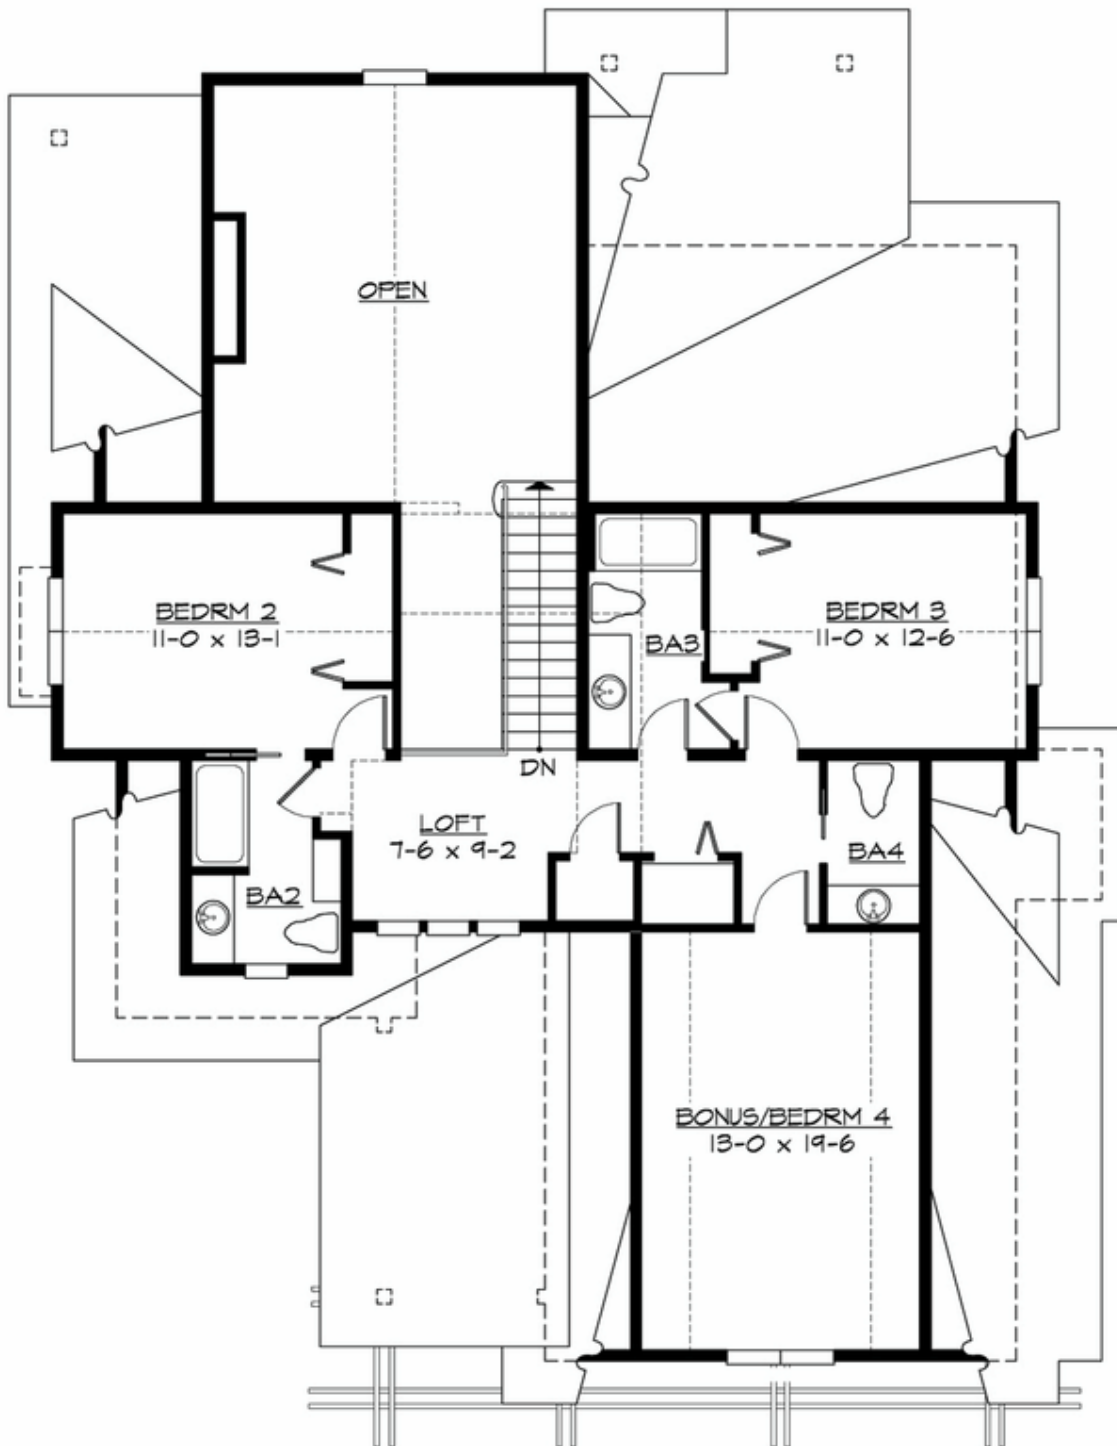 OPEN
BEDRM 2
11-0 x 13-1
BEDRM 3
11-0 x 12-6
BA3
DN
LOFT
7-6 x 9-2
BA4
BA2
BONUS/BEDRM 4
13-0 x 19-6